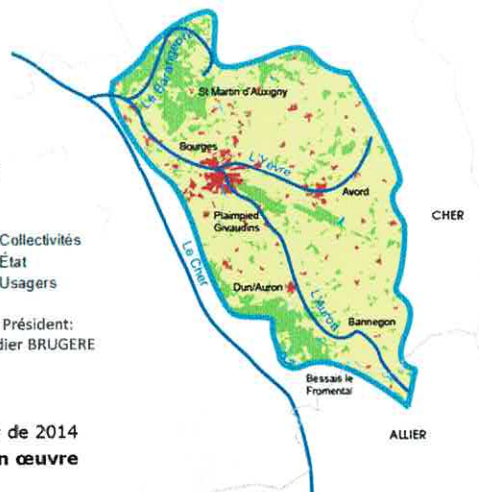 Le Barangeon
St Martin d'Auxigny
Bourges
L'Yèvre
Avord
CHER
Plaimpied
Givaudins
Collectivités
État
Usagers
Le Cher
Dun/Auron
L'Auron
Président:
dier BRUGERE
Bannegon
Bessais le
Fromental
de 2014
ALLIER
n œuvre